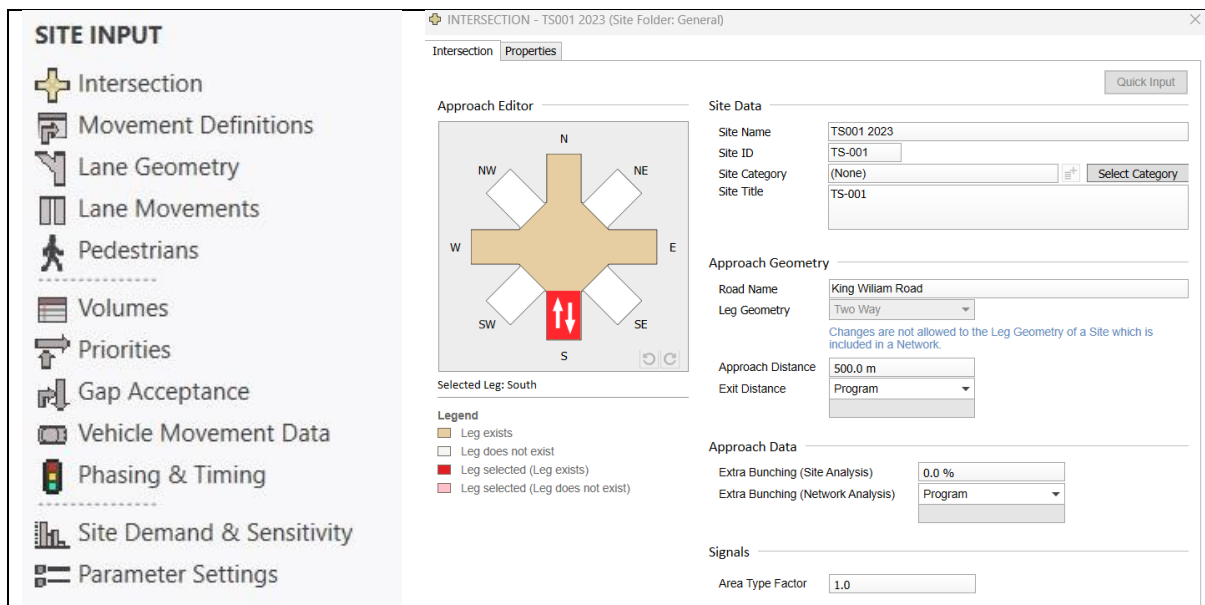 SITE INPUT
Intersection
Movement Definitions
Lane Geometry
Lane Movements
Pedestrians
Volumes
Priorities
Gap Acceptance
Vehicle Movement Data
Phasing & Timing
Site Demand & Sensitivity
Parameter Settings
INTERSECTION - TS001 2023 (Site Folder: General)
Intersection Properties
Quick Input
Approach Editor
N
NW NE
W E
SW SE
S
Selected Leg: South
Legend
Leg exists
Leg does not exist
Leg selected (Leg exists)
Leg selected (Leg does not exist)
Site Data
Site Name TS001 2023
Site ID TS-001
Site Category (None) Select Category
Site Title TS-001
Approach Geometry
Road Name King Wiliam Road
Leg Geometry Two Way
Changes are not allowed to the Leg Geometry of a Site which is
included in a Network.
Approach Distance 500.0 m
Exit Distance Program
Approach Data
Extra Bunching (Site Analysis) 0.0 %
Extra Bunching (Network Analysis) Program
Signals
Area Type Factor 1.0